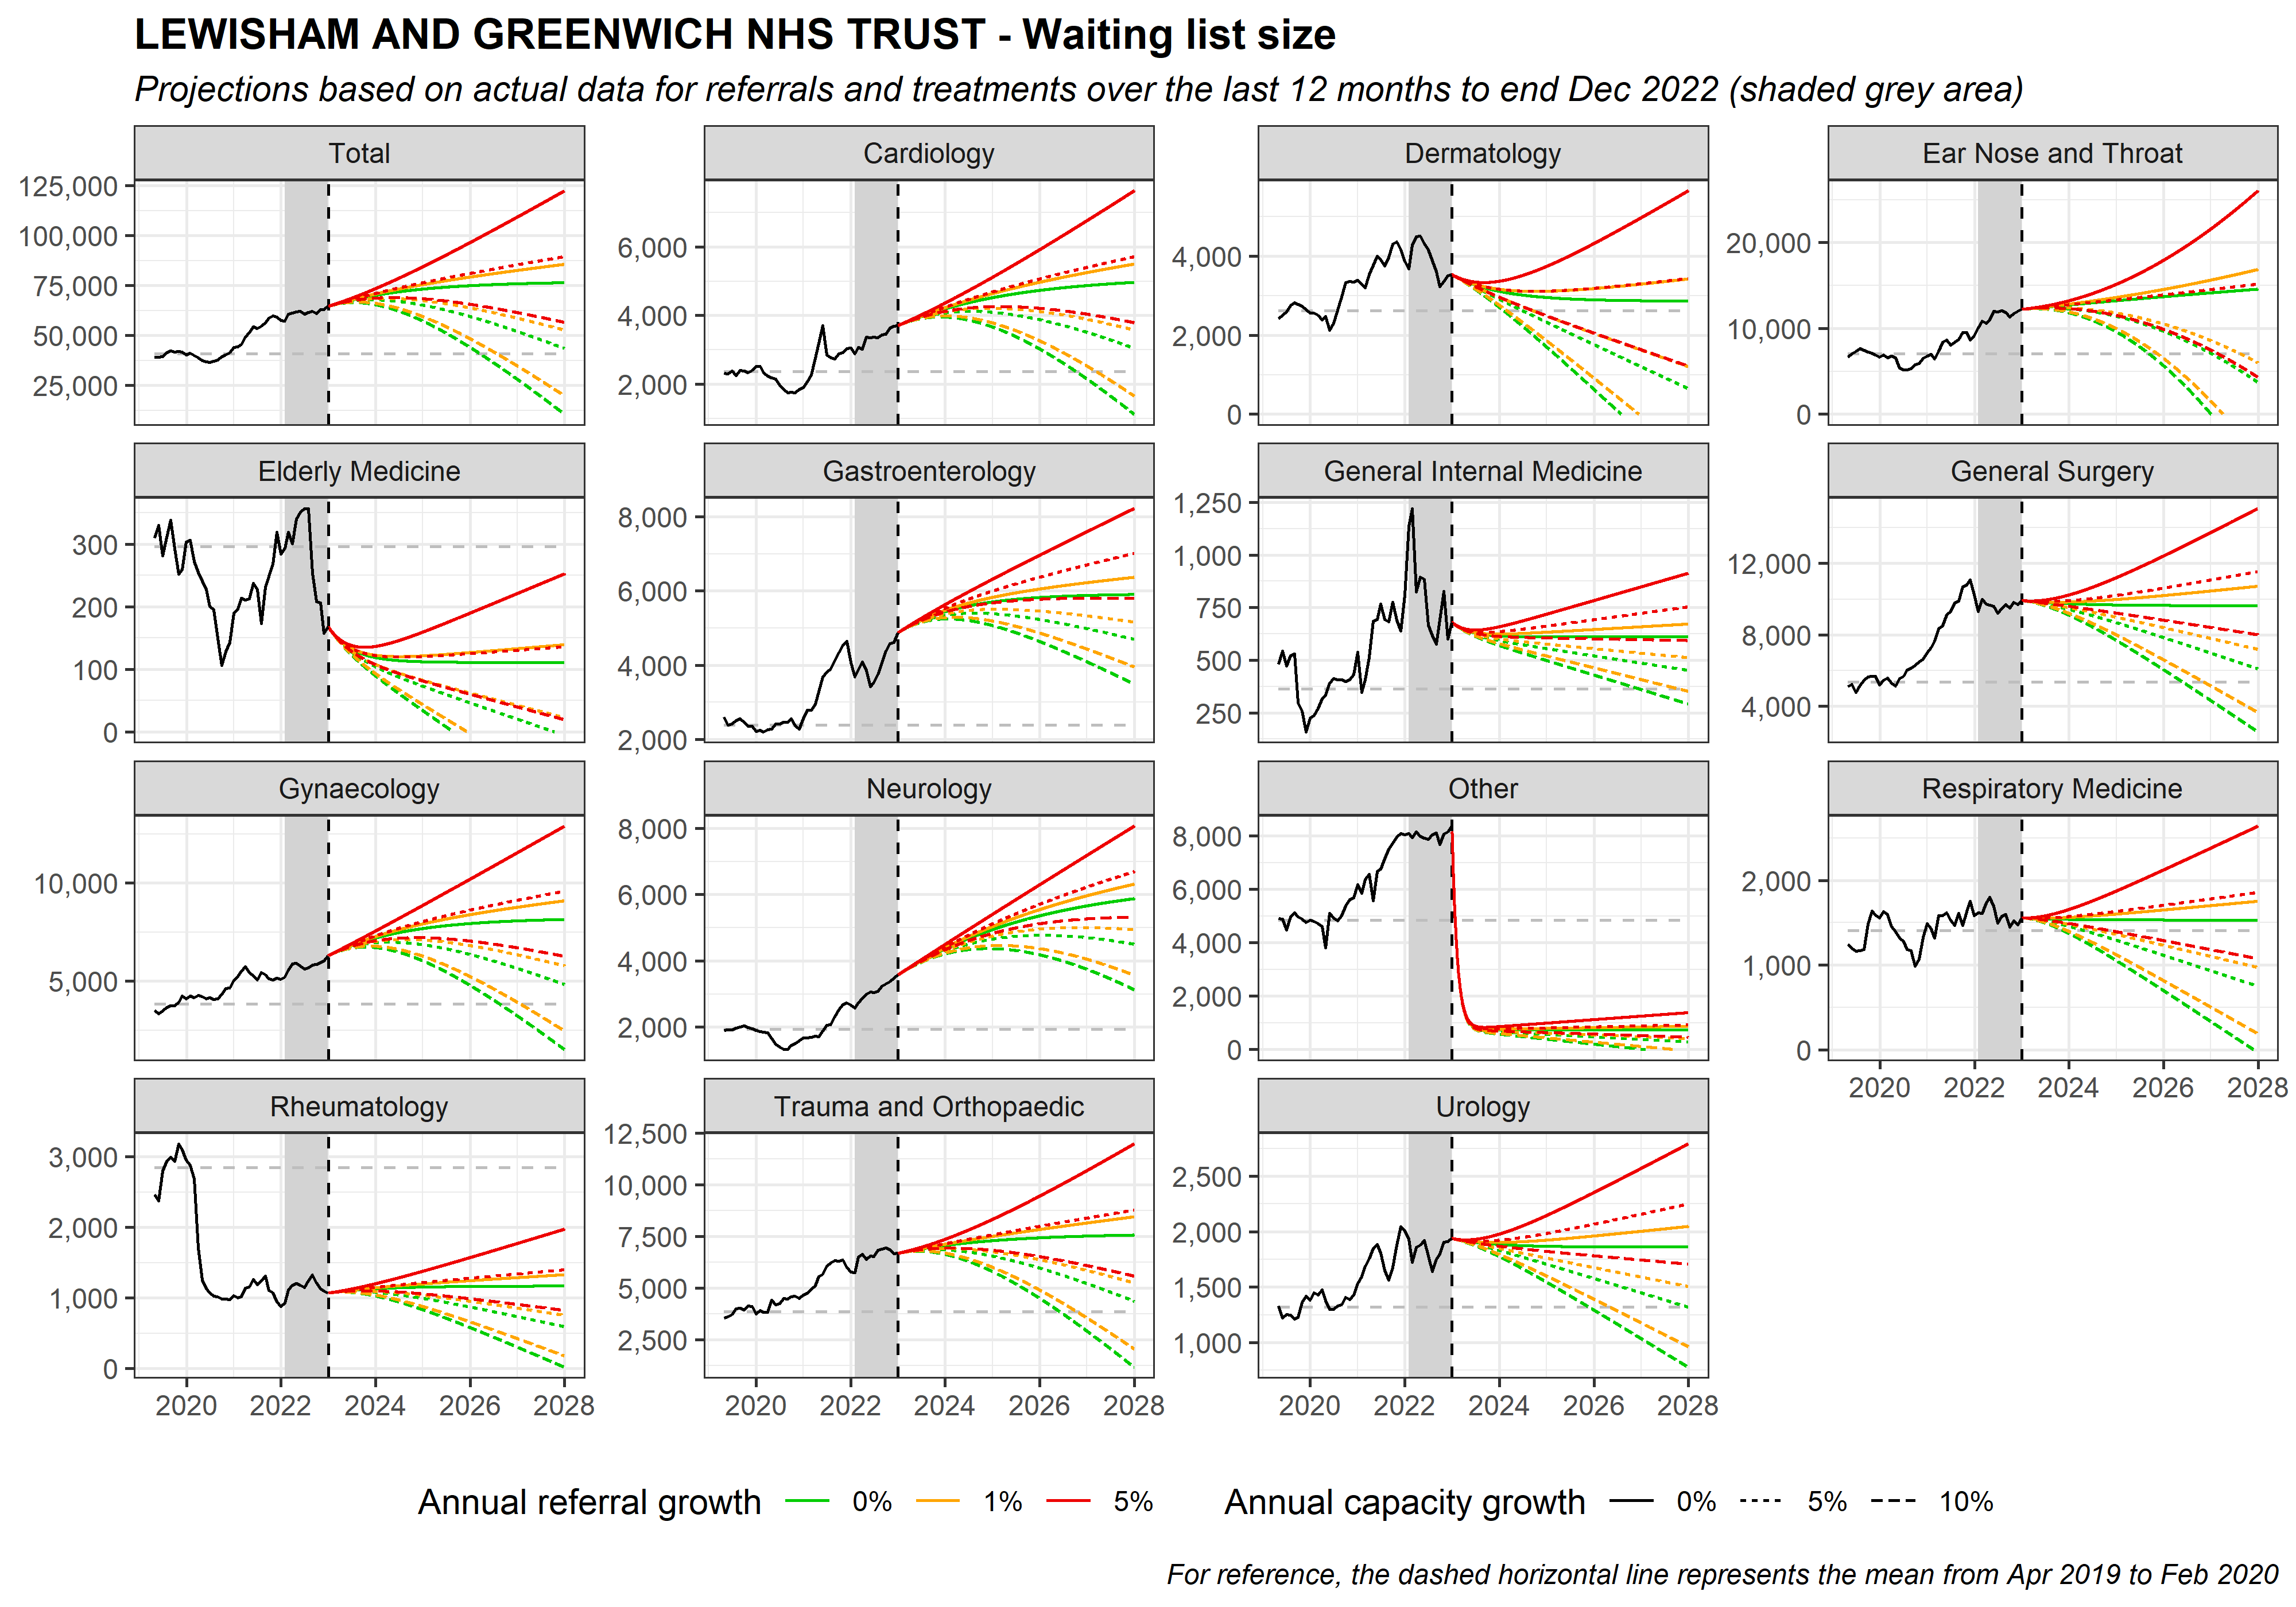 LEWISHAM AND GREENWICH NHS TRUST - Waiting list size
Projections based on actual data for referrals and treatments over the last 12 months to end Dec 2022 (shaded grey area)
Total
125,000
100,000
75,000
50,000
25,000
Cardiology
6,000
4,000
2,000
Dermatology
4,000
2,000
0
Ear Nose and Throat
20,000
10,000
0
Elderly Medicine
300
200
100
0
Gastroenterology
8,000
6,000
4,000
2,000
General Internal Medicine
1,250
1,000
750
500
250
General Surgery
12,000
8,000
4,000
Gynaecology
10,000
5,000
Neurology
8,000
6,000
4,000
2,000
Other
8,000
6,000
4,000
2,000
0
Respiratory Medicine
2,000
1,000
0
2020 2022 2024 2026 2028
Rheumatology
3,000
2,000
1,000
0
2020 2022 2024 2026 2028
Trauma and Orthopaedic
12,500
10,000
7,500
5,000
2,500
2020 2022 2024 2026 2028
Urology
2,500
2,000
1,500
1,000
2020 2022 2024 2026 2028
Annual referral growth 0% 1% 5% Annual capacity growth 0% 5% 10%
For reference, the dashed horizontal line represents the mean from Apr 2019 to Feb 2020